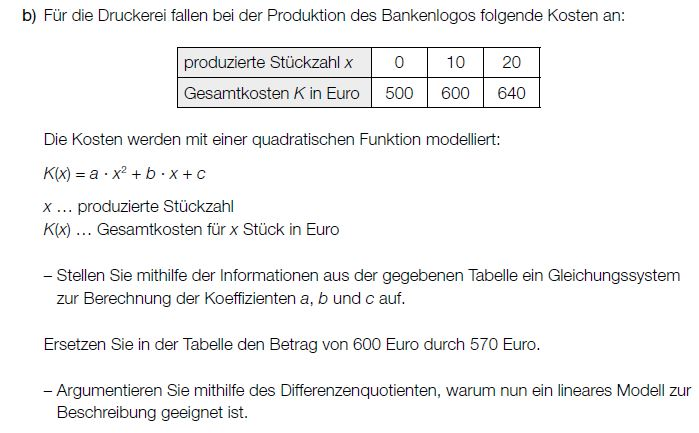 b) Für die Druckerei fallen bei der Produktion des Bankenlogos folgende Kosten an:
produzierte Stückzahl x 0 10 20
Gesamtkosten K in Euro 500 600 640
Die Kosten werden mit einer quadratischen Funktion modelliert:
K(x) = a · x² + b · x + c
x … produzierte Stückzahl
K(x) … Gesamtkosten für x Stück in Euro
– Stellen Sie mithilfe der Informationen aus der gegebenen Tabelle ein Gleichungssystem
zur Berechnung der Koeffizienten a, b und c auf.
Ersetzen Sie in der Tabelle den Betrag von 600 Euro durch 570 Euro.
– Argumentieren Sie mithilfe des Differenzenquotienten, warum nun ein lineares Modell zur
Beschreibung geeignet ist.